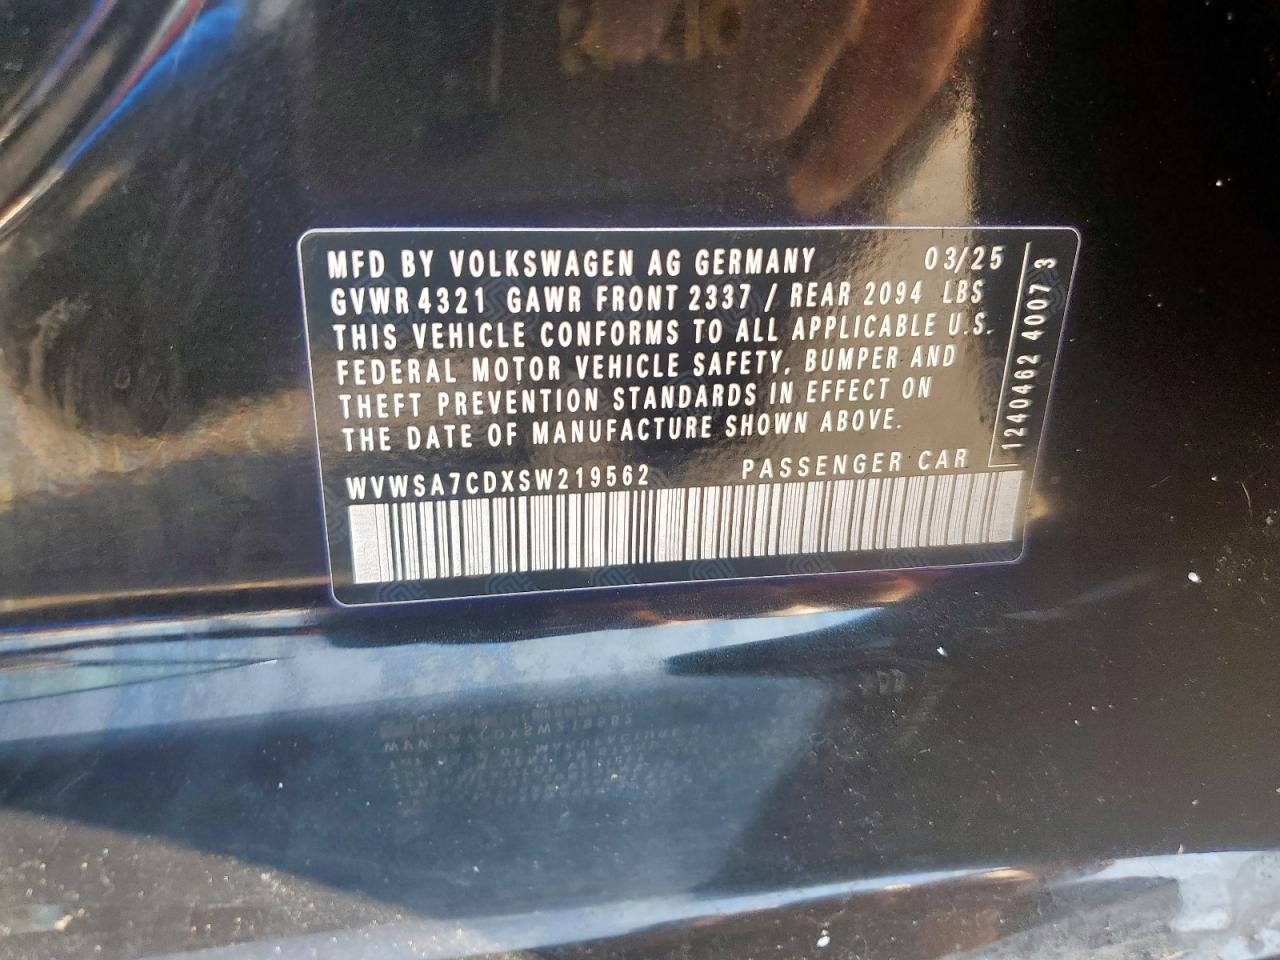 MFD BY VOLKSWAGEN AG GERMANY 03/25
GVWR 4321 GAWR FRONT 2337 / REAR 2094 LBS
THIS VEHICLE CONFORMS TO ALL APPLICABLE U.S.
FEDERAL MOTOR VEHICLE SAFETY, BUMPER AND
THEFT PREVENTION STANDARDS IN EFFECT ON
THE DATE OF MANUFACTURE SHOWN ABOVE.
WVWSA7CDXSW219562 PASSENGER CAR
1240462 40073